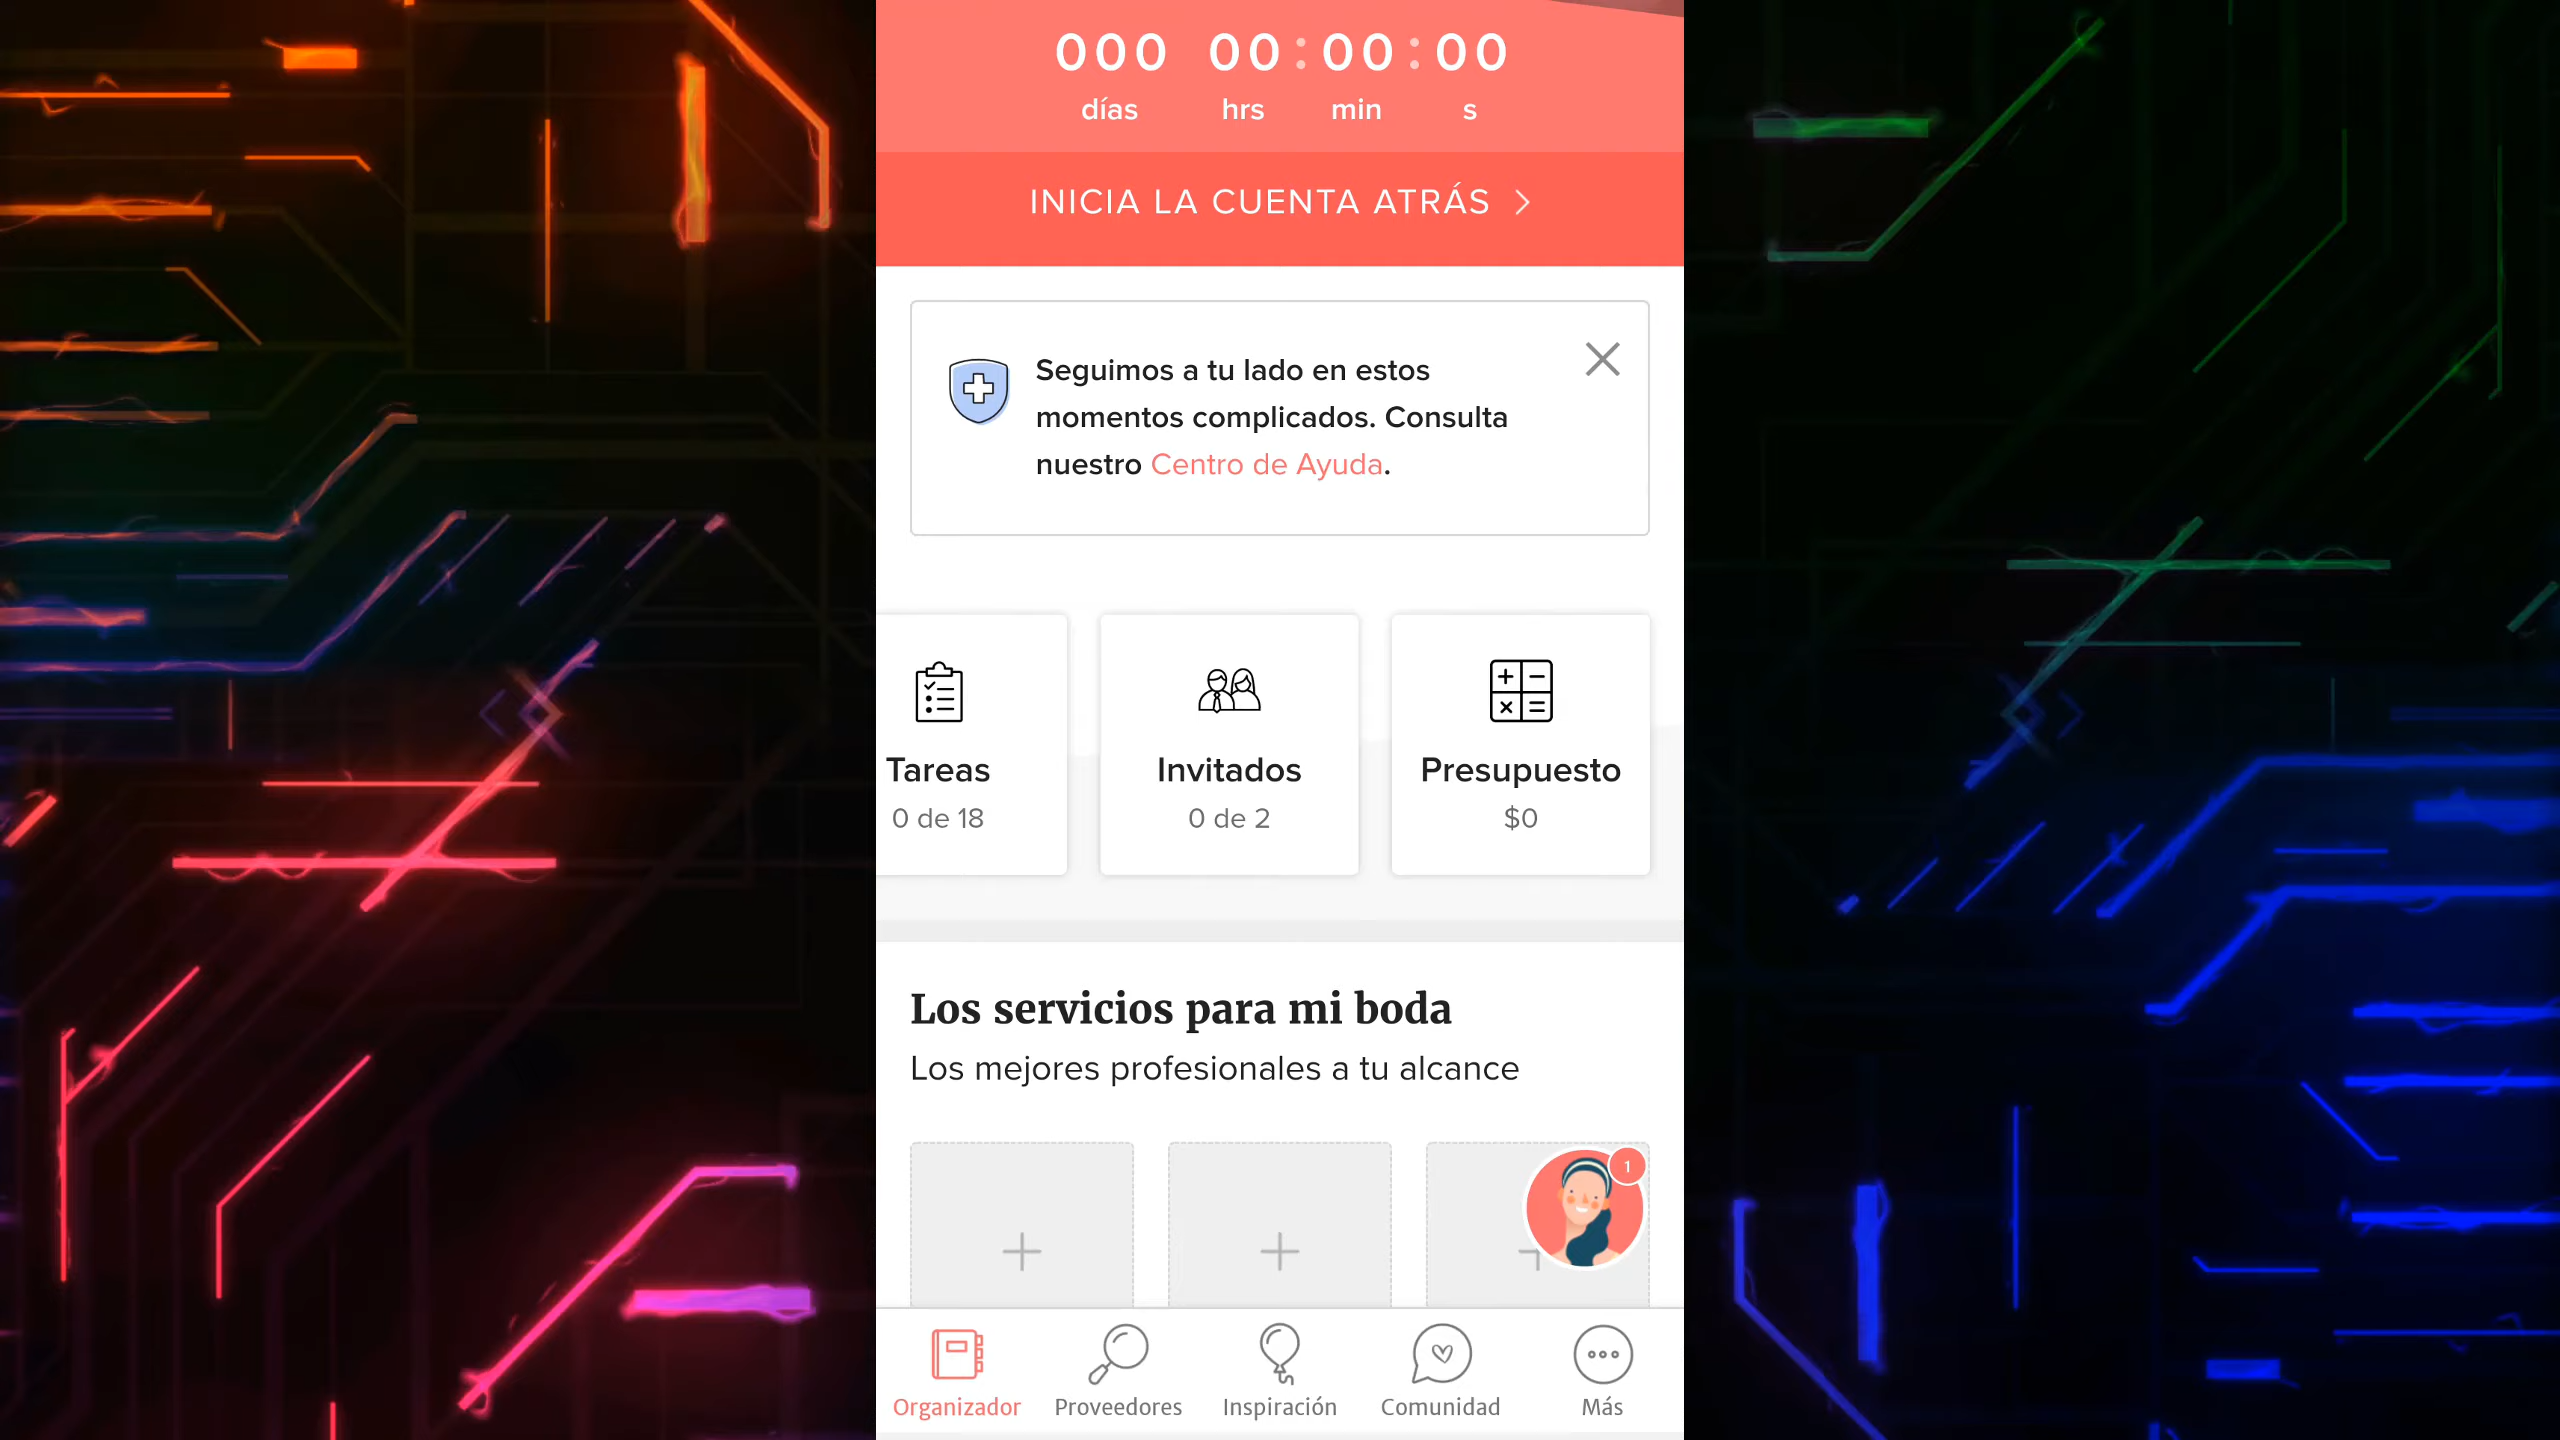 000 00:00:00
días hrs min s
INICIA LA CUENTA ATRÁS
Seguimos a tu lado en estos
momentos complicados. Consulta
nuestro Centro de Ayuda.
Tareas
0 de 18
Invitados
0 de 2
Presupuesto
$0
Los servicios para mi boda
Los mejores profesionales a tu alcance
1
Organizador Proveedores Inspiración Comunidad Más